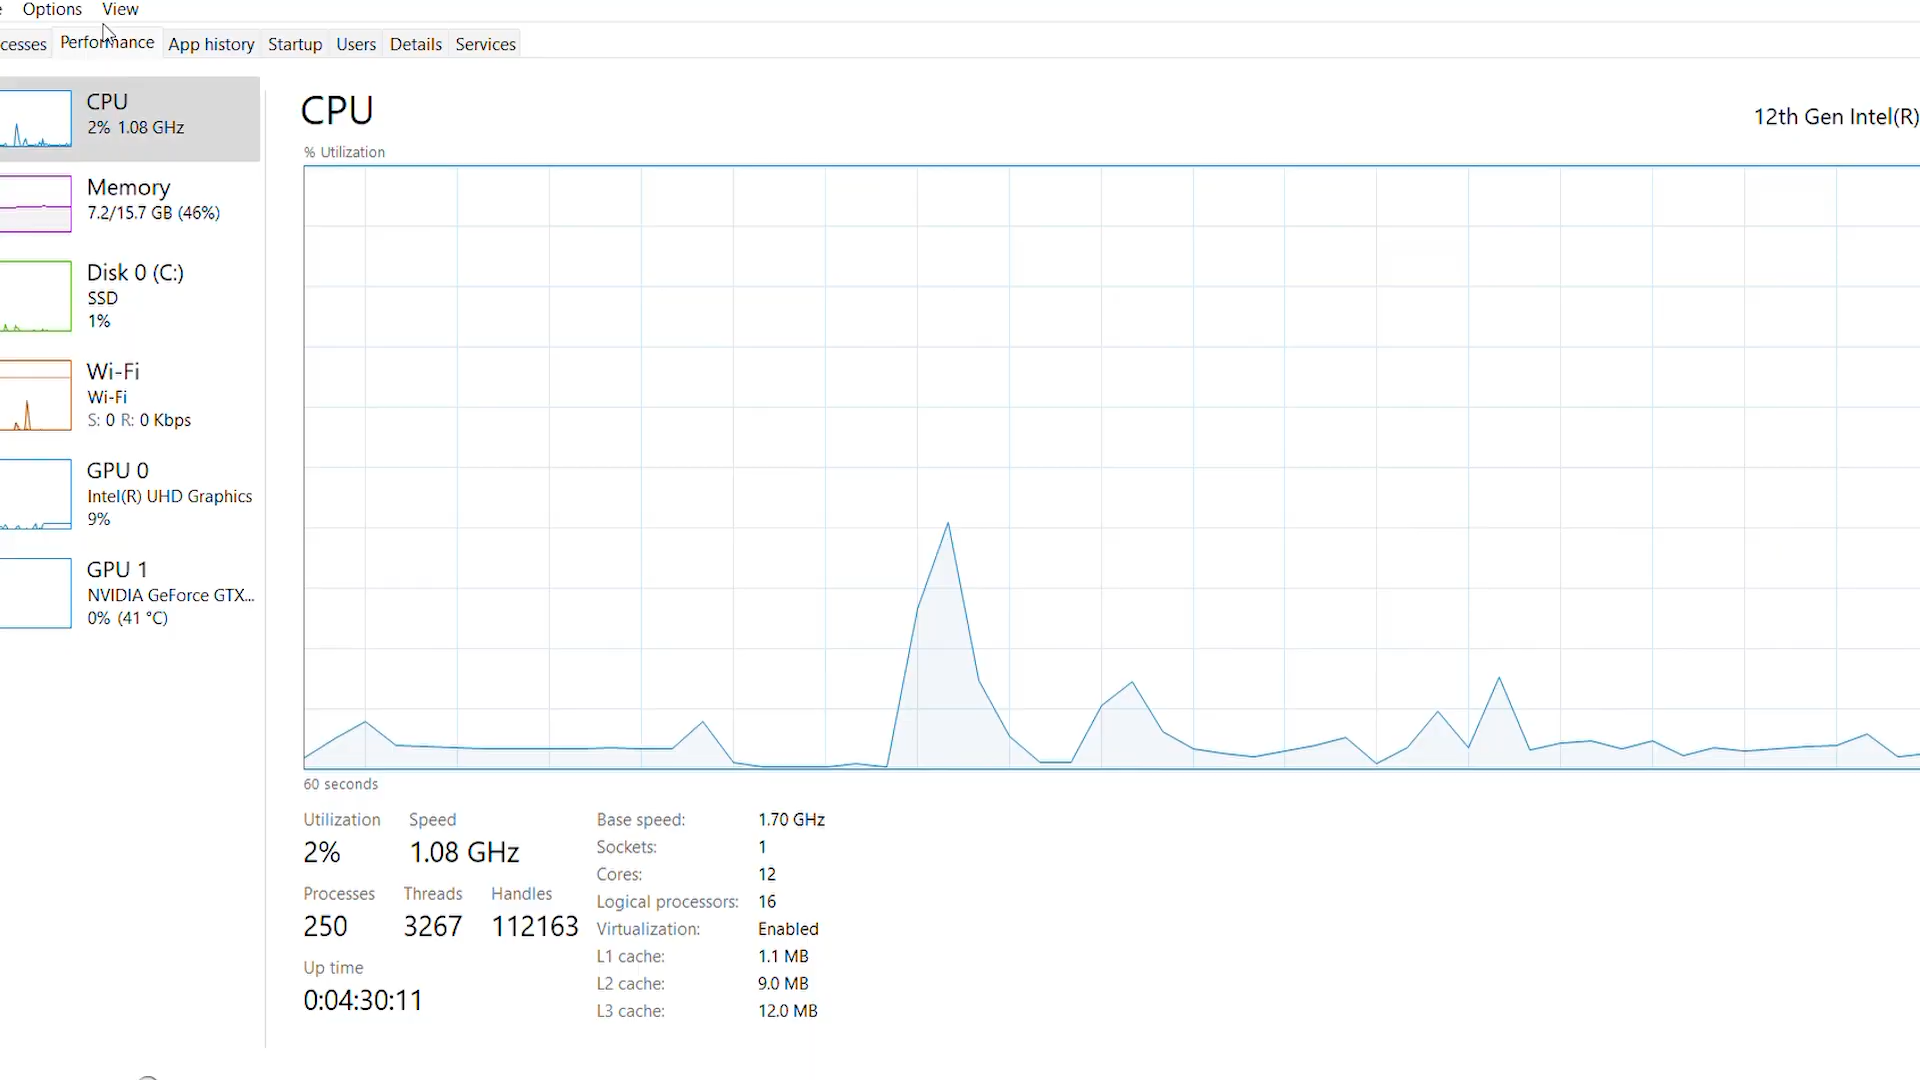 Options View
cesses Performance App history Startup Users Details Services
CPU
2% 1.08 GHz
Memory
7.2/15.7 GB (46%)
Disk 0 (C:)
SSD
1%
Wi-Fi
Wi-Fi
S: 0 R: 0 Kbps
GPU 0
Intel(R) UHD Graphics
9%
GPU 1
NVIDIA GeForce GTX...
0% (41 °C)
CPU
12th Gen Intel(R)
% Utilization
60 seconds
Utilization Speed
2% 1.08 GHz
Processes Threads Handles
250 3267 112163
Up time
0:04:30:11
Base speed: 1.70 GHz
Sockets: 1
Cores: 12
Logical processors: 16
Virtualization: Enabled
L1 cache: 1.1 MB
L2 cache: 9.0 MB
L3 cache: 12.0 MB